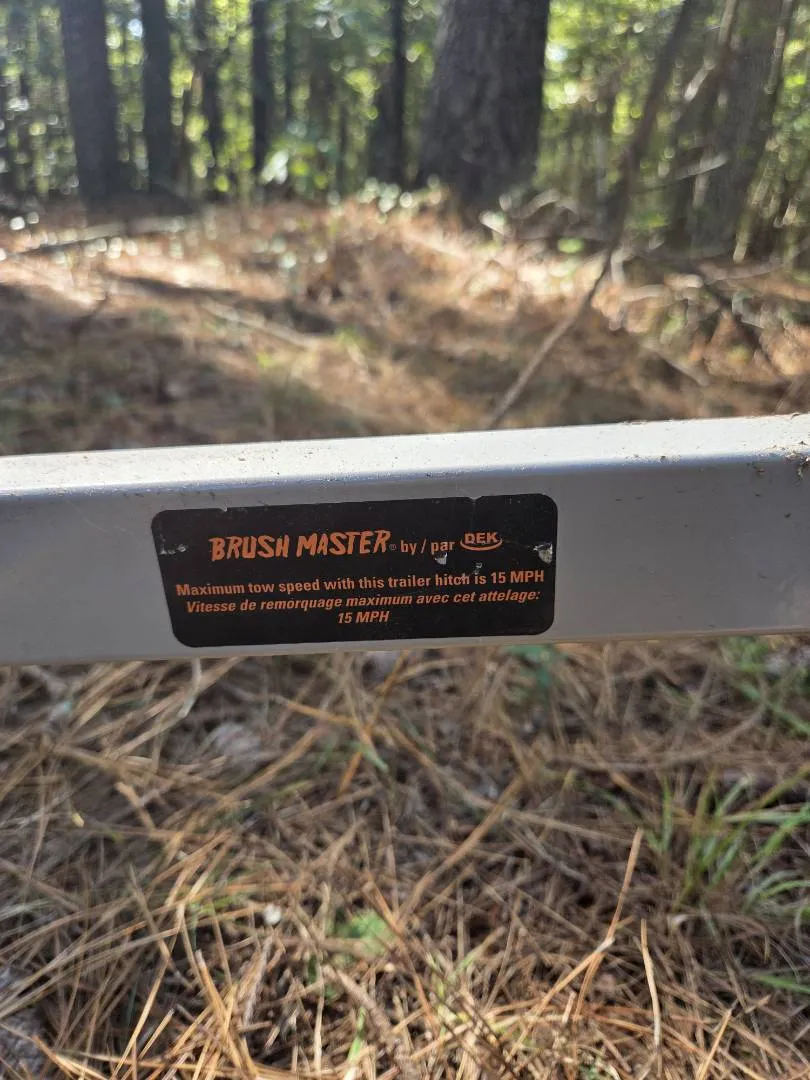 BRUSH MASTER® by / par DEK
Maximum tow speed with this trailer hitch is 15 MPH
Vitesse de remorquage maximum avec cet attelage:
15 MPH